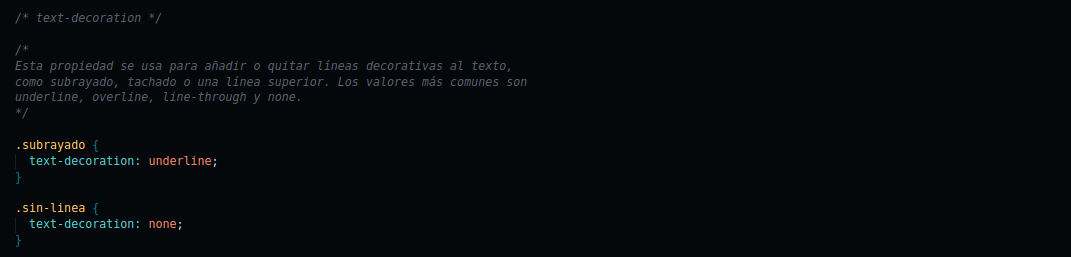 /* text-decoration */
/*
Esta propiedad se usa para añadir o quitar líneas decorativas al texto,
como subrayado, tachado o una línea superior. Los valores más comunes son
underline, overline, line-through y none.
*/
.subrayado {
  text-decoration: underline;
}
.sin-linea {
  text-decoration: none;
}